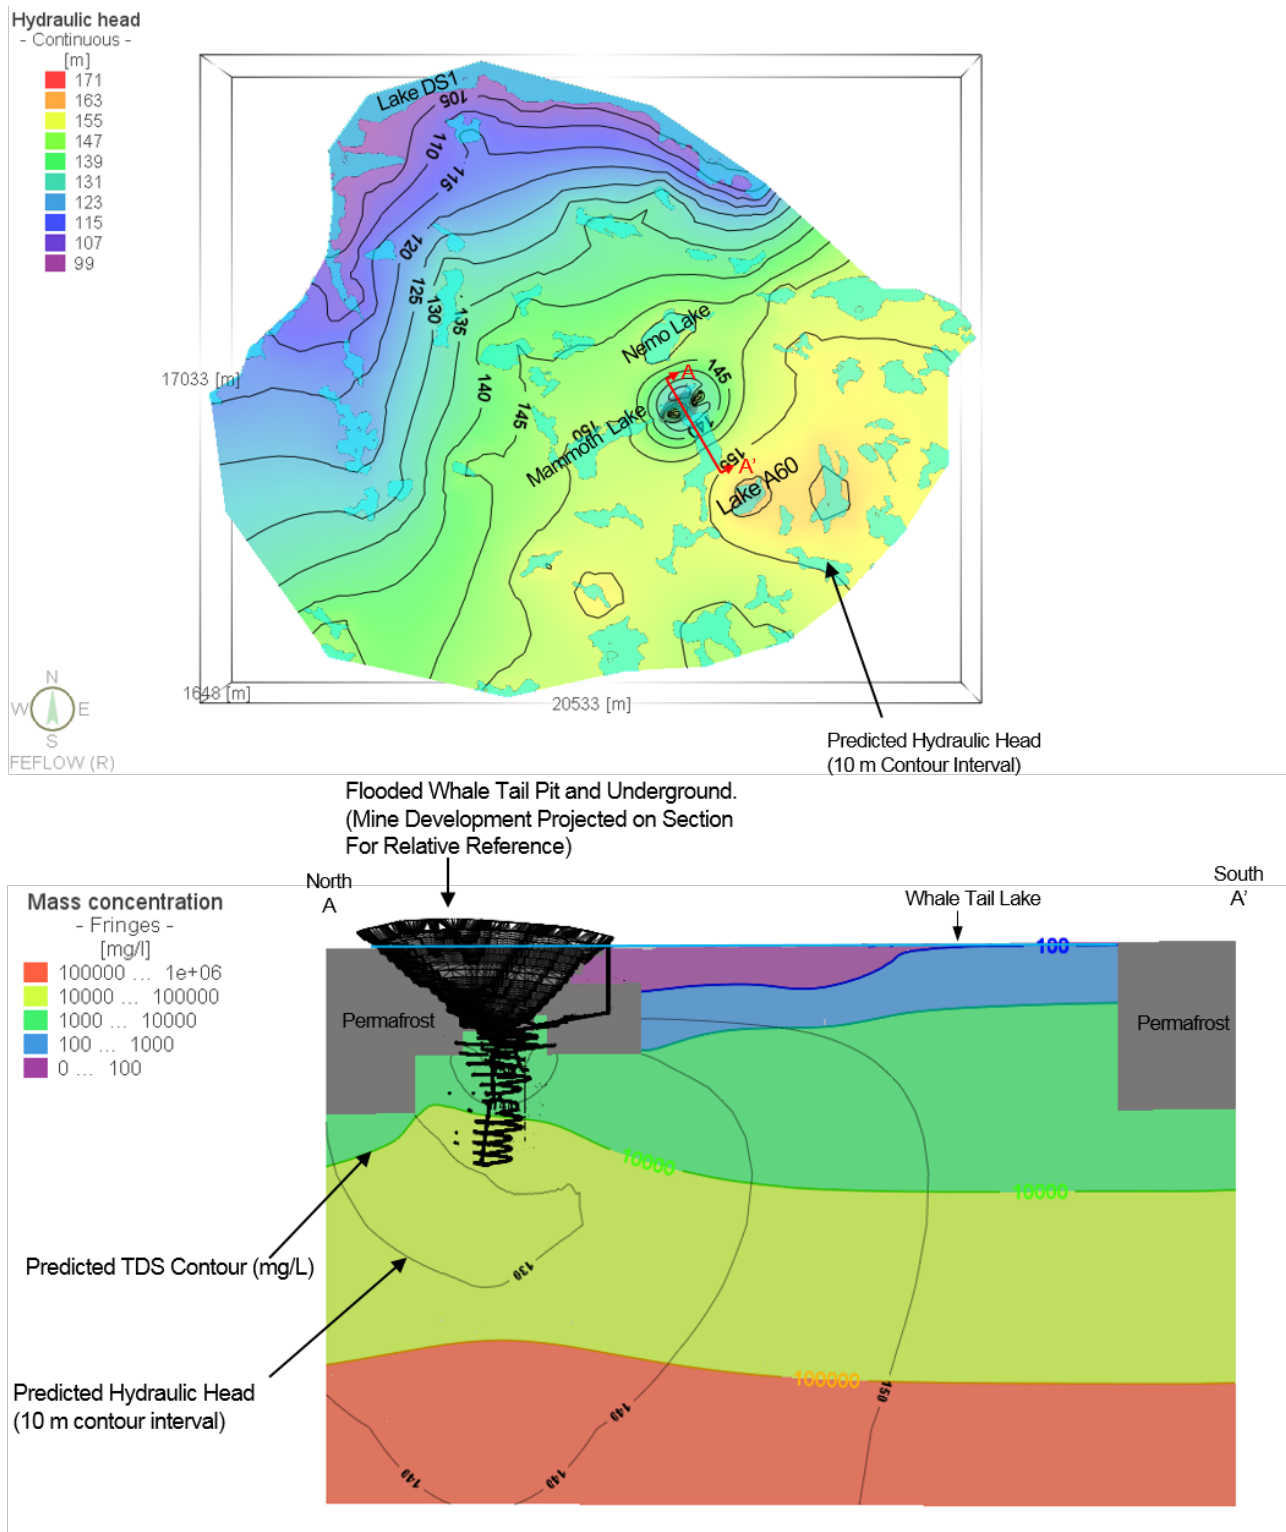 Hydraulic head
- Continuous -
[m]
171
163
155
147
139
131
123
115
107
99
Lake DS1
105
110
115
120
125
130
135
140
145
150
Nemo Lake
145
A
Mammoth Lake
140
155
A'
Lake A60
17033 [m]
1648 [m]
20533 [m]
N
W E
S
FEFLOW (R)
Predicted Hydraulic Head
(10 m Contour Interval)
Flooded Whale Tail Pit and Underground.
(Mine Development Projected on Section
For Relative Reference)
North
A
South
A'
Whale Tail Lake
Mass concentration
- Fringes -
[mg/l]
100000 ... 1e+06
10000 ... 100000
1000 ... 10000
100 ... 1000
0 ... 100
100
Permafrost
Permafrost
10000
10000
Predicted TDS Contour (mg/L)
130
Predicted Hydraulic Head
(10 m contour interval)
100000
150
140
140
140